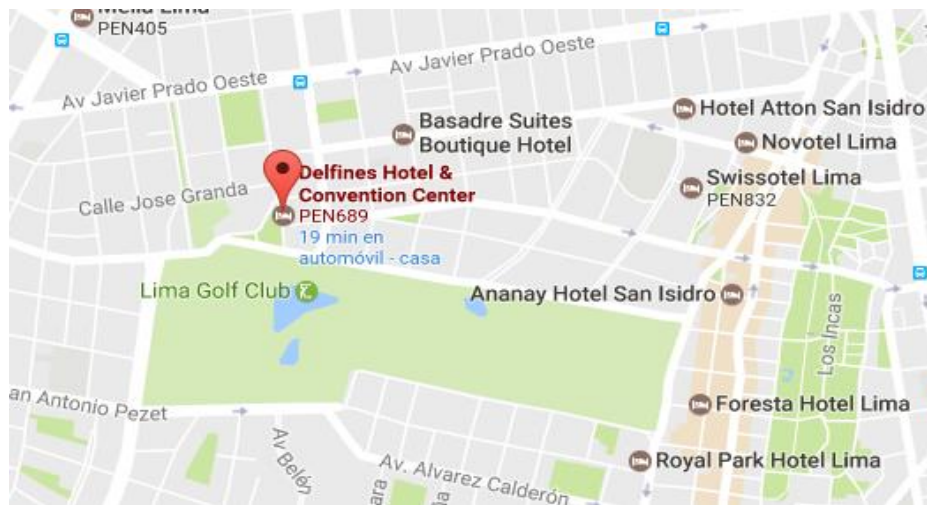 Meliá Lima
PEN405
Av Javier Prado Oeste
Av Javier Prado Oeste
Hotel Atton San Isidro
Basadre Suites
Boutique Hotel
Novotel Lima
Delfines Hotel &
Convention Center
PEN689
19 min en
automóvil - casa
Calle Jose Granda
Swissotel Lima
PEN832
Lima Golf Club
Ananay Hotel San Isidro
Los Incas
an Antonio Pezet
Foresta Hotel Lima
Av Belén
Av. Alvarez Calderón
ara
Royal Park Hotel Lima